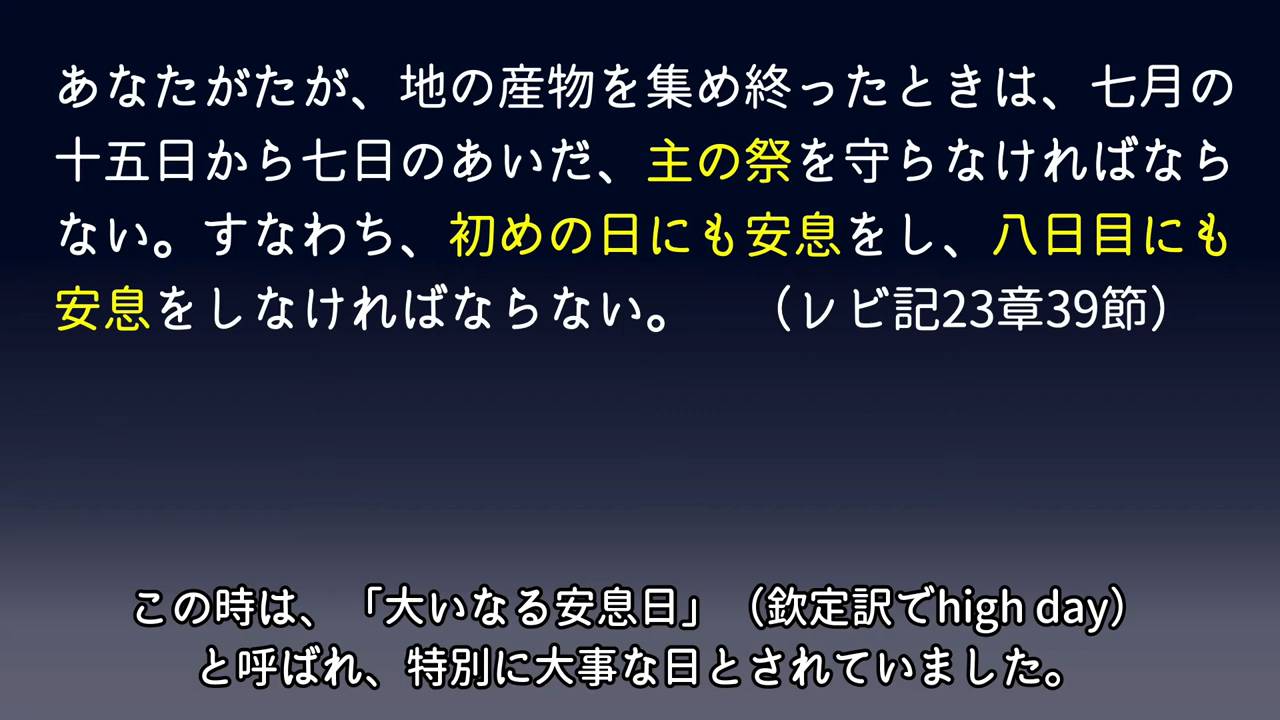 あなたがたが、地の産物を集め終ったときは、七月の
十五日から七日のあいだ、主の祭を守らなければなら
ない。すなわち、初めの日にも安息をし、八日目にも
安息をしなければならない。　（レビ記23章39節）
この時は、「大いなる安息日」（欽定訳でhigh day）
と呼ばれ、特別に大事な日とされていました。